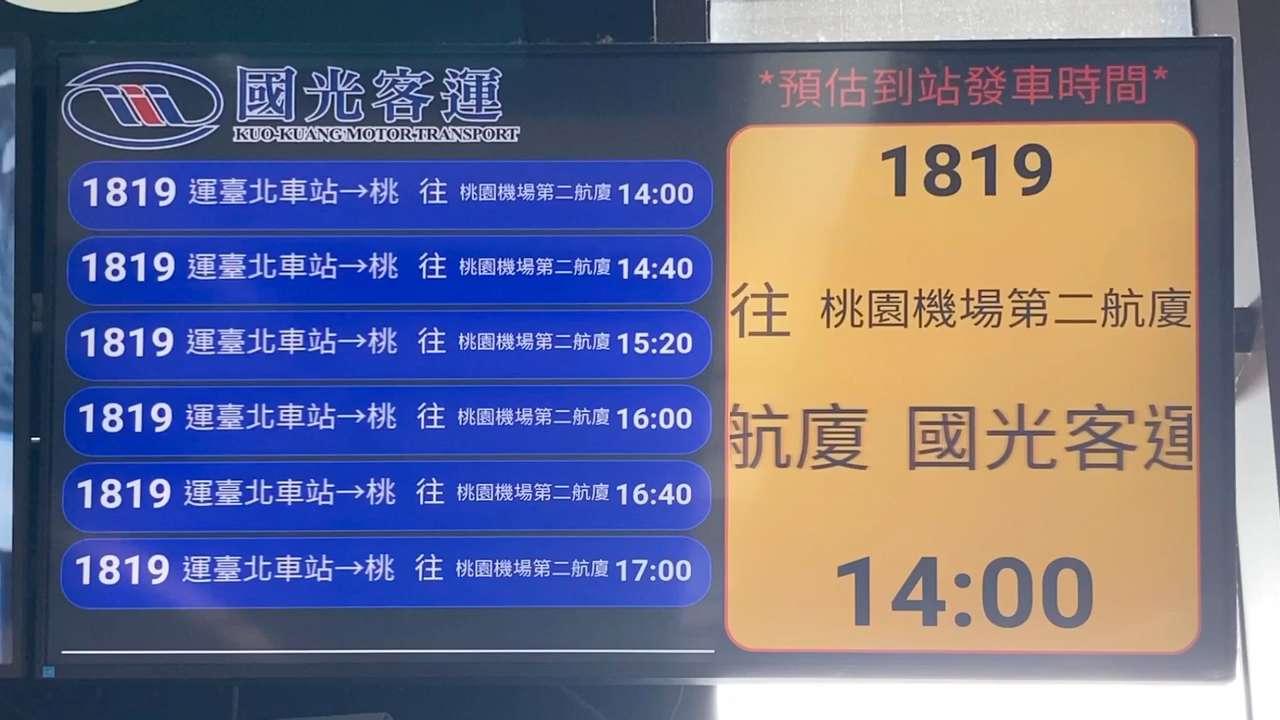 國光客運
KUO-KUANG MOTOR TRANSPORT
1819 運臺北車站→桃 往 桃園機場第二航廈 14:00
1819 運臺北車站→桃 往 桃園機場第二航廈 14:40
1819 運臺北車站→桃 往 桃園機場第二航廈 15:20
1819 運臺北車站→桃 往 桃園機場第二航廈 16:00
1819 運臺北車站→桃 往 桃園機場第二航廈 16:40
1819 運臺北車站→桃 往 桃園機場第二航廈 17:00
*預估到站發車時間*
1819
往 桃園機場第二航廈
航廈 國光客運
14:00